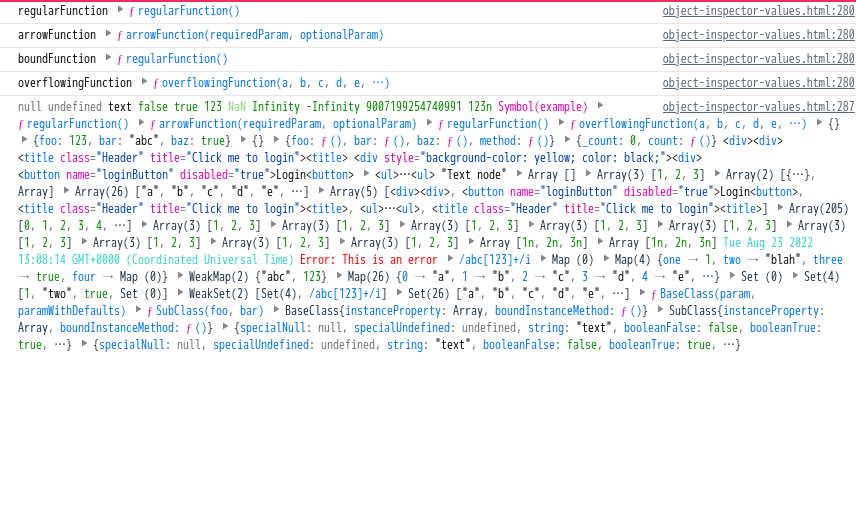 regularFunction ▶ ƒ regularFunction() object-inspector-values.html:280
arrowFunction ▶ ƒ arrowFunction(requiredParam, optionalParam) object-inspector-values.html:280
boundFunction ▶ ƒ regularFunction() object-inspector-values.html:280
overflowingFunction ▶ ƒ overflowingFunction(a, b, c, d, e, …) object-inspector-values.html:280
null undefined text false true 123 NaN Infinity -Infinity 9007199254740991 123n Symbol(example) ▶ object-inspector-values.html:287
ƒ regularFunction() ▶ ƒ arrowFunction(requiredParam, optionalParam) ▶ ƒ regularFunction() ▶ ƒ overflowingFunction(a, b, c, d, e, …) ▶ {}
▶ {foo: 123, bar: "abc", baz: true} ▶ {} ▶ {foo: ƒ (), bar: ƒ (), baz: ƒ (), method: ƒ ()} ▶ {_count: 0, count: ƒ ()} <div><div>
<title class="Header" title="Click me to login"><title> <div style="background-color: yellow; color: black;"><div>
<button name="loginButton" disabled="true">Login<button> ▶ <ul>…<ul> "Text node" ▶ Array [] ▶ Array(3) [1, 2, 3] ▶ Array(2) [{…},
Array] ▶ Array(26) ["a", "b", "c", "d", "e", …] ▶ Array(5) [<div><div>, <button name="loginButton" disabled="true">Login<button>,
<title class="Header" title="Click me to login"><title>, <ul>…<ul>, <title class="Header" title="Click me to login"><title>] ▶ Array(205)
[0, 1, 2, 3, 4, …] ▶ Array(3) [1, 2, 3] ▶ Array(3) [1, 2, 3] ▶ Array(3) [1, 2, 3] ▶ Array(3) [1, 2, 3] ▶ Array(3) [1, 2, 3] ▶ Array(3)
[1, 2, 3] ▶ Array(3) [1, 2, 3] ▶ Array(3) [1, 2, 3] ▶ Array(3) [1, 2, 3] ▶ Array [1n, 2n, 3n] ▶ Array [1n, 2n, 3n] Tue Aug 23 2022
13:08:14 GMT+0000 (Coordinated Universal Time) Error: This is an error ▶ /abc[123]+/i ▶ Map (0) ▶ Map(4) {one → 1, two → "blah", three
→ true, four → Map (0)} ▶ WeakMap(2) {"abc", 123} ▶ Map(26) {0 → "a", 1 → "b", 2 → "c", 3 → "d", 4 → "e", …} ▶ Set (0) ▶ Set(4)
[1, "two", true, Set (0)] ▶ WeakSet(2) [Set(4), /abc[123]+/i] ▶ Set(26) ["a", "b", "c", "d", "e", …] ▶ ƒ BaseClass(param,
paramWithDefaults) ▶ ƒ SubClass(foo, bar) ▶ BaseClass{instanceProperty: Array, boundInstanceMethod: ƒ ()} ▶ SubClass{instanceProperty:
Array, boundInstanceMethod: ƒ ()} ▶ {specialNull: null, specialUndefined: undefined, string: "text", booleanFalse: false, booleanTrue:
true, …} ▶ {specialNull: null, specialUndefined: undefined, string: "text", booleanFalse: false, booleanTrue: true, …}